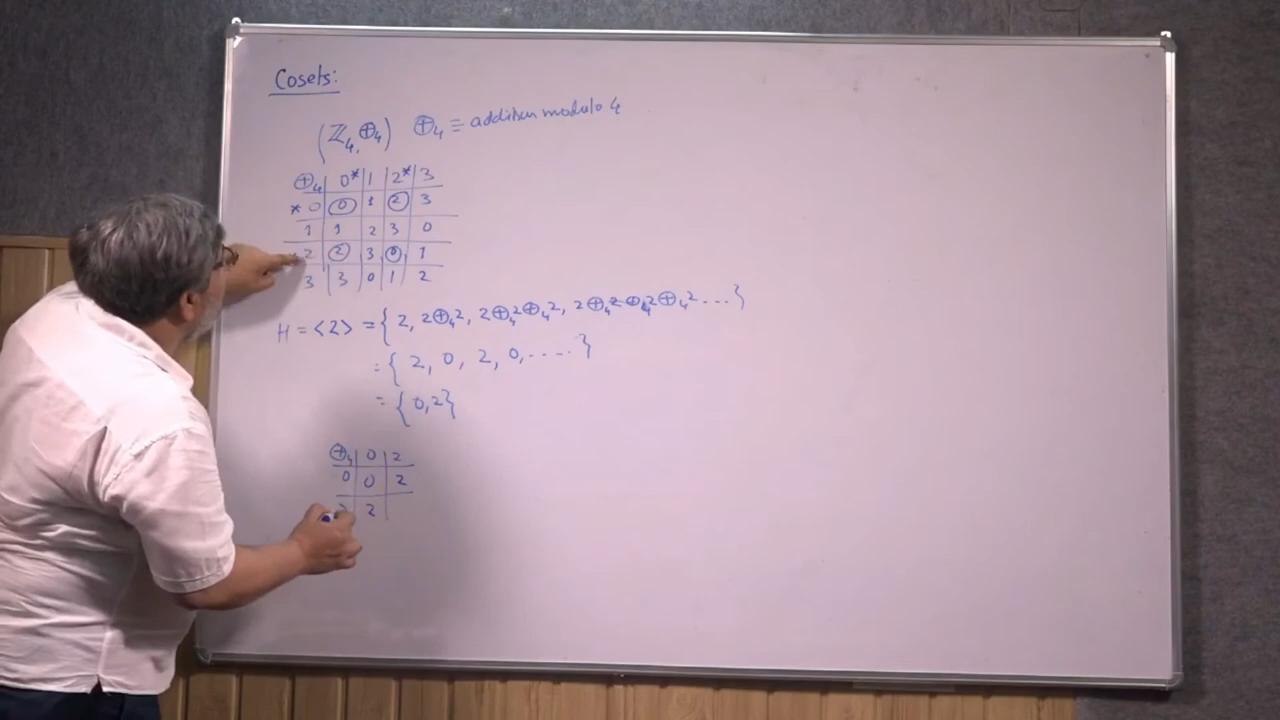 Cosets:
(ℤ₄, ⊕₄) ⊕₄ ≡ addition modulo 4
⊕₄ 0* 1 2* 3
* 0 0 1 2 3
1 1 2 3 0
2 2 3 0 1
3 3 0 1 2
H = <2> = { 2, 2⊕₄2, 2⊕₄2⊕₄2, 2⊕₄2⊕₄2⊕₄2 ... }
= { 2, 0, 2, 0, ..... }
= { 0,2 }
⊕₄ 0 2
0 0 2
2 2